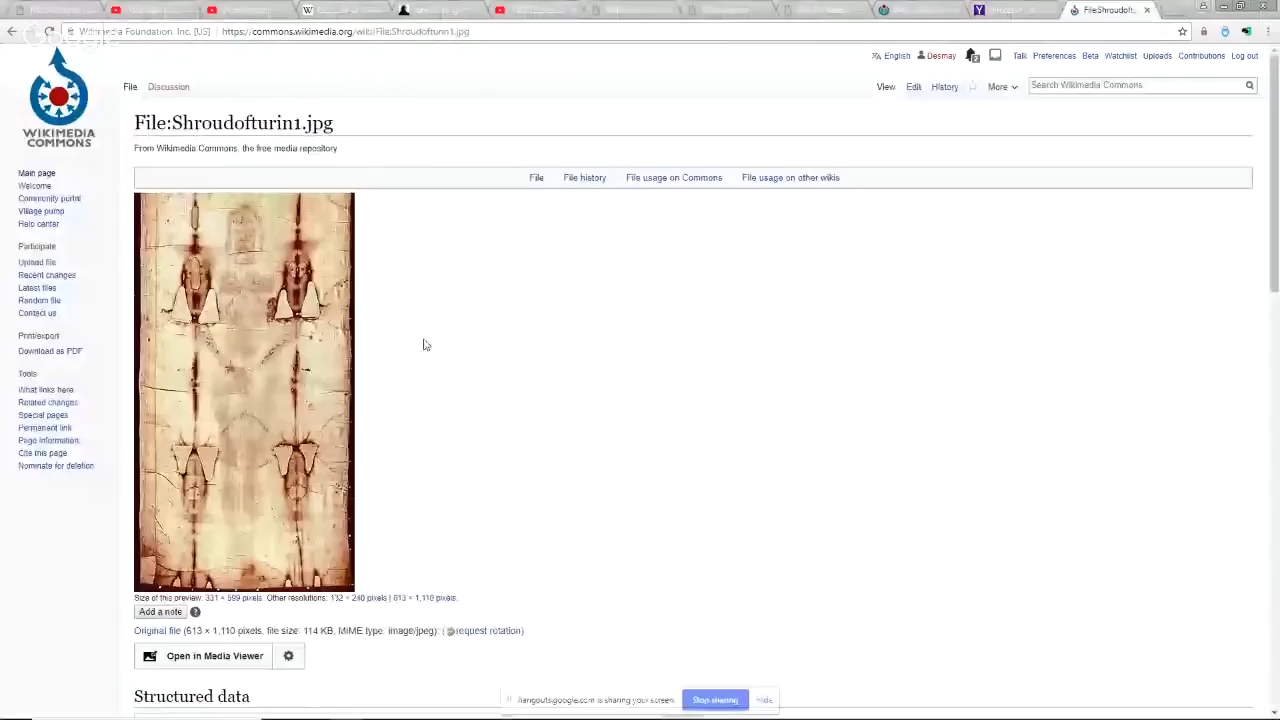 FileShroudoft...
Wikimedia Foundation, Inc. [US]
https://commons.wikimedia.org/wiki/File:Shroudofturin1.jpg
English
Desmay
Talk
Preferences
Beta
Watchlist
Uploads
Contributions
Log out
File
Discussion
View
Edit
History
More
Search Wikimedia Commons
WIKIMEDIA
COMMONS
File:Shroudofturin1.jpg
From Wikimedia Commons, the free media repository
File
File history
File usage on Commons
File usage on other wikis
Main page
Welcome
Community portal
Village pump
Help center
Participate
Upload file
Recent changes
Latest files
Random file
Contact us
Print/export
Download as PDF
Tools
What links here
Related changes
Special pages
Permanent link
Page information
Cite this page
Nominate for deletion
Size of this preview: 331 × 599 pixels. Other resolutions: 132 × 240 pixels | 613 × 1,110 pixels.
Add a note
Original file (613 × 1,110 pixels, file size: 114 KB, MIME type: image/jpeg); (request rotation)
Open in Media Viewer
Structured data
hangouts.google.com is sharing your screen.
Stop sharing
Hide